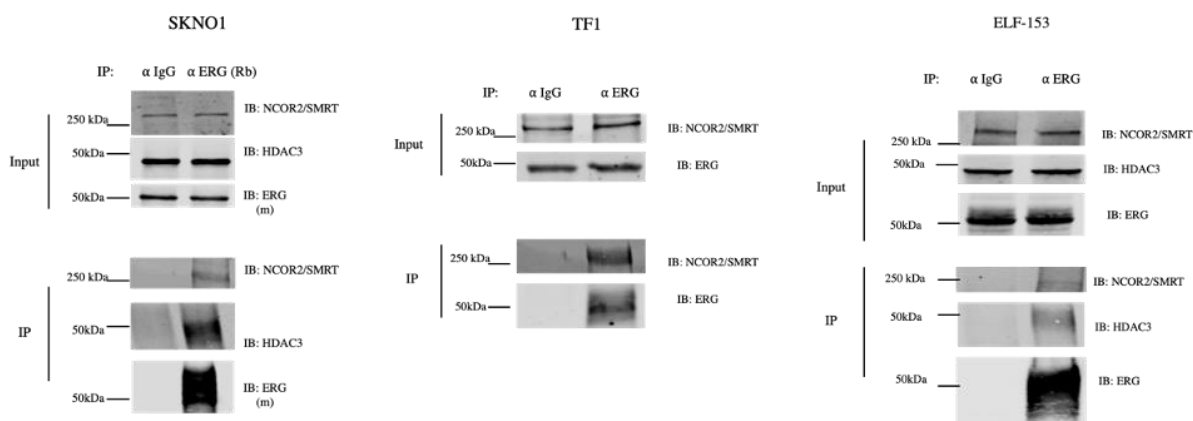 SKNO1
IP: α IgG α ERG (Rb)
250 kDa
IB: NCOR2/SMRT
50kDa
IB: HDAC3
50kDa
IB: ERG
(m)
Input
250 kDa
IB: NCOR2/SMRT
50kDa
IB: HDAC3
50kDa
IB: ERG
(m)
IP
TF1
IP: α IgG α ERG
250 kDa
IB: NCOR2/SMRT
50kDa
IB: ERG
Input
250 kDa
IB: NCOR2/SMRT
50kDa
IB: ERG
IP
ELF-153
IP: α IgG α ERG
250 kDa
IB: NCOR2/SMRT
50kDa
IB: HDAC3
50kDa
IB: ERG
Input
250 kDa
IB: NCOR2/SMRT
50kDa
IB: HDAC3
50kDa
IB: ERG
IP